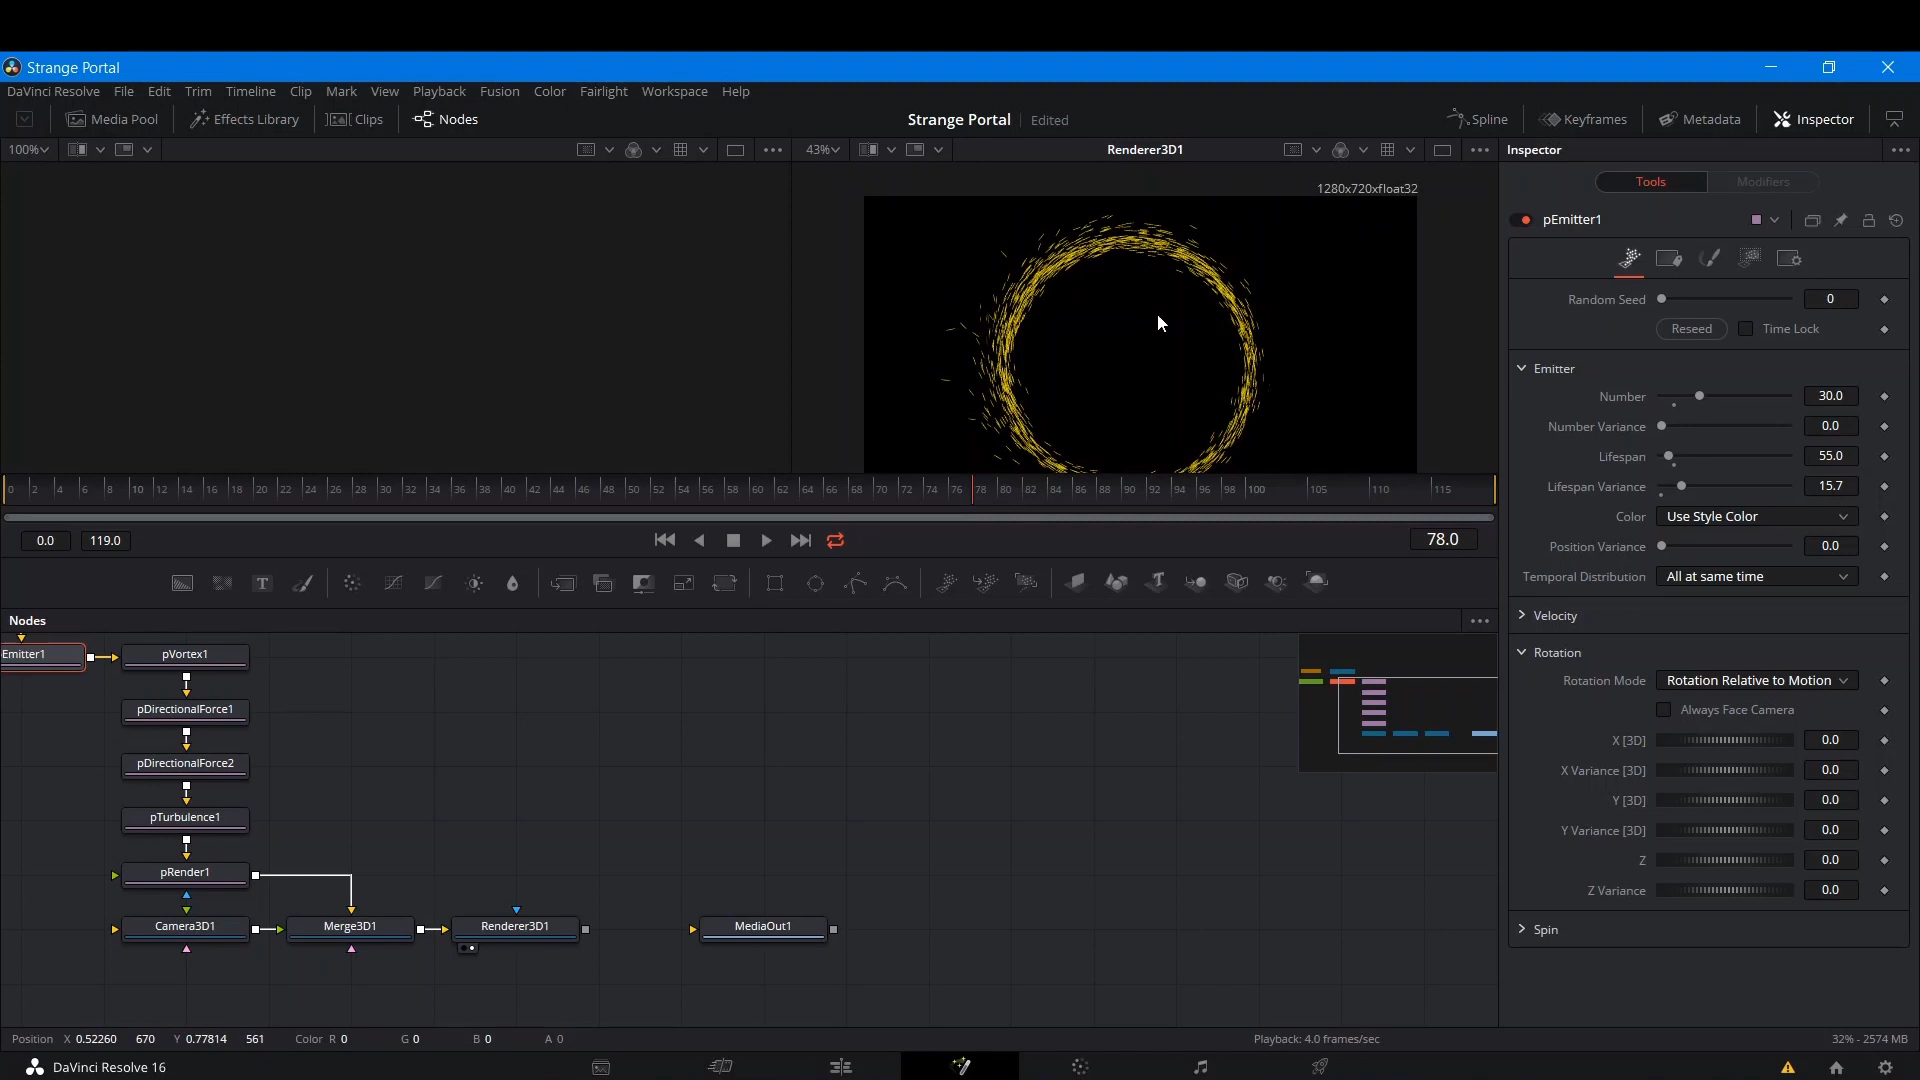 Strange Portal
DaVinci Resolve File Edit Trim Timeline Clip Mark View Playback Fusion Color Fairlight Workspace Help
Media Pool Effects Library Clips Nodes Strange Portal Edited Spline Keyframes Metadata Inspector
100% 43% Renderer3D1 Inspector
1280x720xfloat32
Tools Modifiers
pEmitter1
Random Seed 0
Reseed Time Lock
Emitter
Number 30.0
Number Variance 0.0
Lifespan 55.0
Lifespan Variance 15.7
Color Use Style Color
Position Variance 0.0
Temporal Distribution All at same time
Velocity
Rotation
Rotation Mode Rotation Relative to Motion
Always Face Camera
X [3D] 0.0
X Variance [3D] 0.0
Y [3D] 0.0
Y Variance [3D] 0.0
Z 0.0
Z Variance 0.0
Spin
0 2 4 6 8 10 12 14 16 18 20 22 24 26 28 30 32 34 36 38 40 42 44 46 48 50 52 54 56 58 60 62 64 66 68 70 72 74 76 78 80 82 84 86 88 90 92 94 96 98 100 105 110 115
0.0 119.0 78.0
T
Nodes
Emitter1 pVortex1
pDirectionalForce1
pDirectionalForce2
pTurbulence1
pRender1
Camera3D1 Merge3D1 Renderer3D1 MediaOut1
Position X 0.52260 670 Y 0.77814 561 Color R 0 G 0 B 0 A 0 Playback: 4.0 frames/sec 32% - 2574 MB
DaVinci Resolve 16